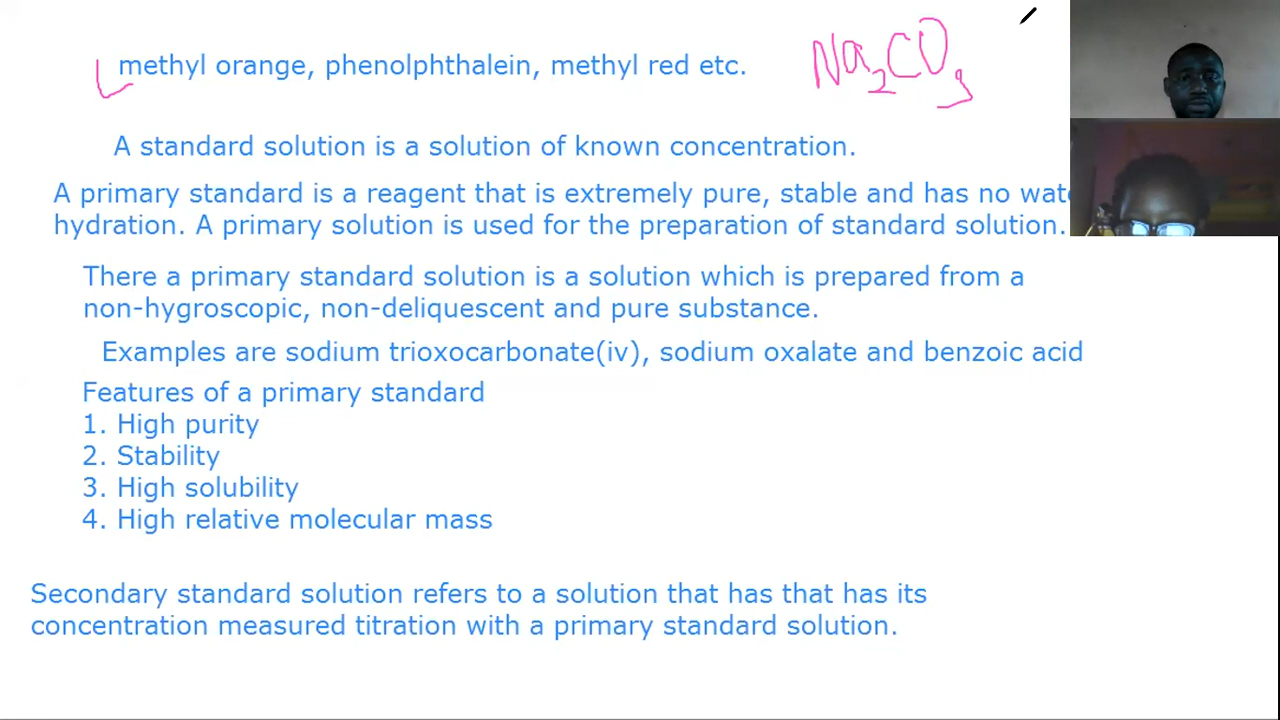 methyl orange, phenolphthalein, methyl red etc. Na2CO3
A standard solution is a solution of known concentration.
A primary standard is a reagent that is extremely pure, stable and has no
hydration. A primary solution is used for the preparation of standard solution.
There a primary standard solution is a solution which is prepared from a
non-hygroscopic, non-deliquescent and pure substance.
Examples are sodium trioxocarbonate(iv), sodium oxalate and benzoic acid
Features of a primary standard
1. High purity
2. Stability
3. High solubility
4. High relative molecular mass
Secondary standard solution refers to a solution that has that has its
concentration measured titration with a primary standard solution.